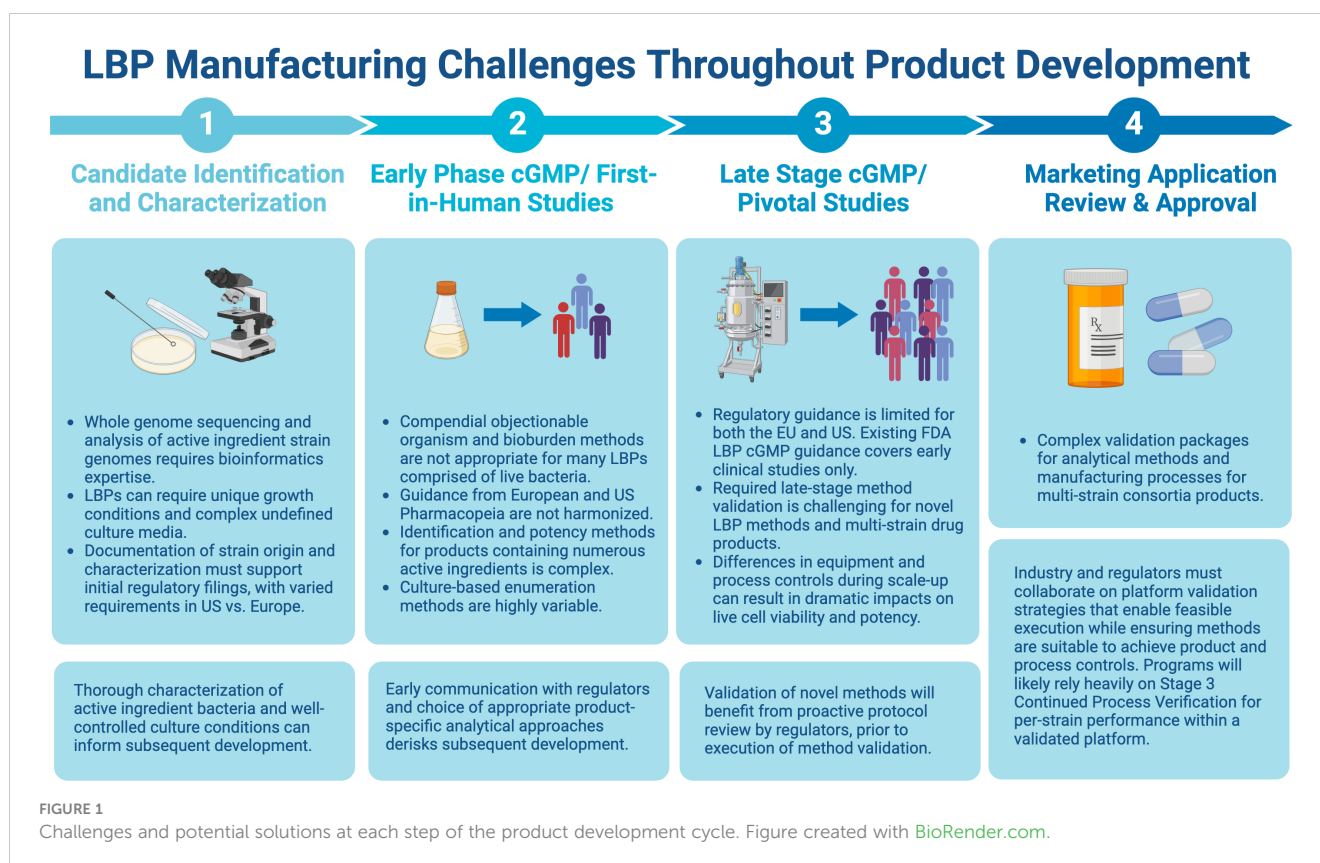 LBP Manufacturing Challenges Throughout Product Development
1
2
3
4
Candidate Identification
and Characterization
Early Phase cGMP/ First-
in-Human Studies
Late Stage cGMP/
Pivotal Studies
Marketing Application
Review & Approval
• Whole genome sequencing and
analysis of active ingredient strain
genomes requires bioinformatics
expertise.
• LBPs can require unique growth
conditions and complex undefined
culture media.
• Documentation of strain origin and
characterization must support
initial regulatory filings, with varied
requirements in US vs. Europe.
Thorough characterization of
active ingredient bacteria and well-
controlled culture conditions can
inform subsequent development.
• Compendial objectionable
organism and bioburden methods
are not appropriate for many LBPs
comprised of live bacteria.
• Guidance from European and US
Pharmacopeia are not harmonized.
• Identification and potency methods
for products containing numerous
active ingredients is complex.
• Culture-based enumeration
methods are highly variable.
Early communication with regulators
and choice of appropriate product-
specific analytical approaches
derisks subsequent development.
• Regulatory guidance is limited for
both the EU and US. Existing FDA
LBP cGMP guidance covers early
clinical studies only.
• Required late-stage method
validation is challenging for novel
LBP methods and multi-strain drug
products.
• Differences in equipment and
process controls during scale-up
can result in dramatic impacts on
live cell viability and potency.
Validation of novel methods will
benefit from proactive protocol
review by regulators, prior to
execution of method validation.
Rx
• Complex validation packages
for analytical methods and
manufacturing processes for
multi-strain consortia products.
Industry and regulators must
collaborate on platform validation
strategies that enable feasible
execution while ensuring methods
are suitable to achieve product and
process controls. Programs will
likely rely heavily on Stage 3
Continued Process Verification for
per-strain performance within a
validated platform.
FIGURE 1
Challenges and potential solutions at each step of the product development cycle. Figure created with BioRender.com.